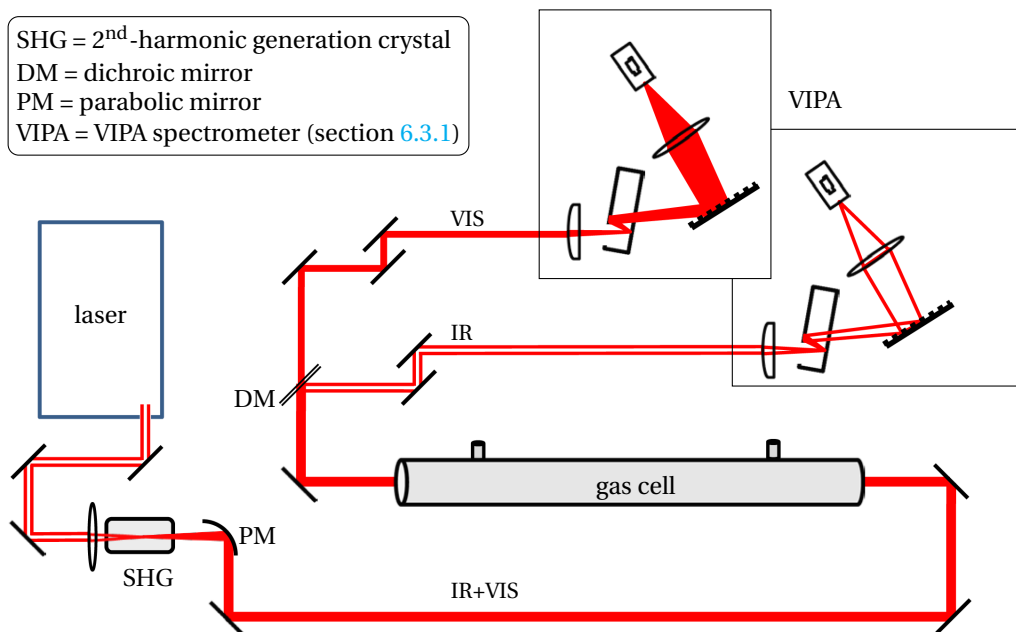 SHG = 2nd-harmonic generation crystal
DM = dichroic mirror
PM = parabolic mirror
VIPA = VIPA spectrometer (section 6.3.1)
VIPA
VIS
laser
IR
DM
gas cell
PM
SHG
IR+VIS